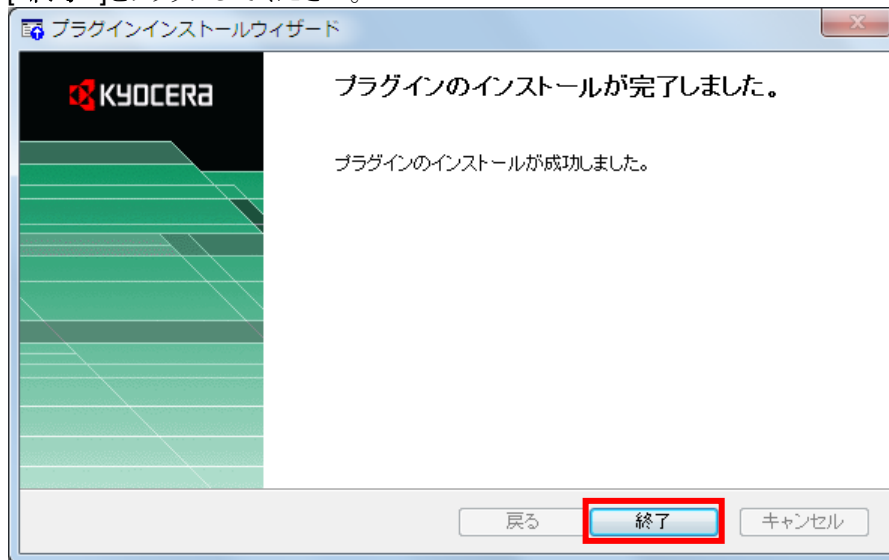 プラグインインストールウィザード
KYOCERA
プラグインのインストールが完了しました。
プラグインのインストールが成功しました。
戻る
終了
キャンセル